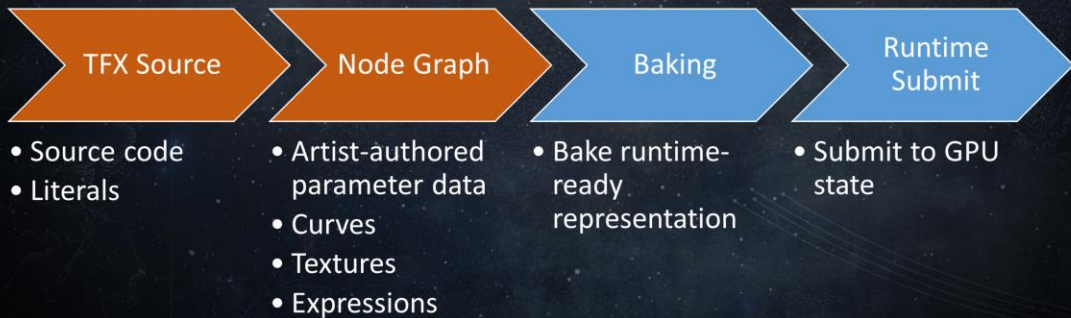 TFX Source
Node Graph
Baking
Runtime
Submit
• Source code
• Literals
• Artist-authored
parameter data
• Curves
• Textures
• Expressions
• Bake runtime-
ready
representation
• Submit to GPU
state